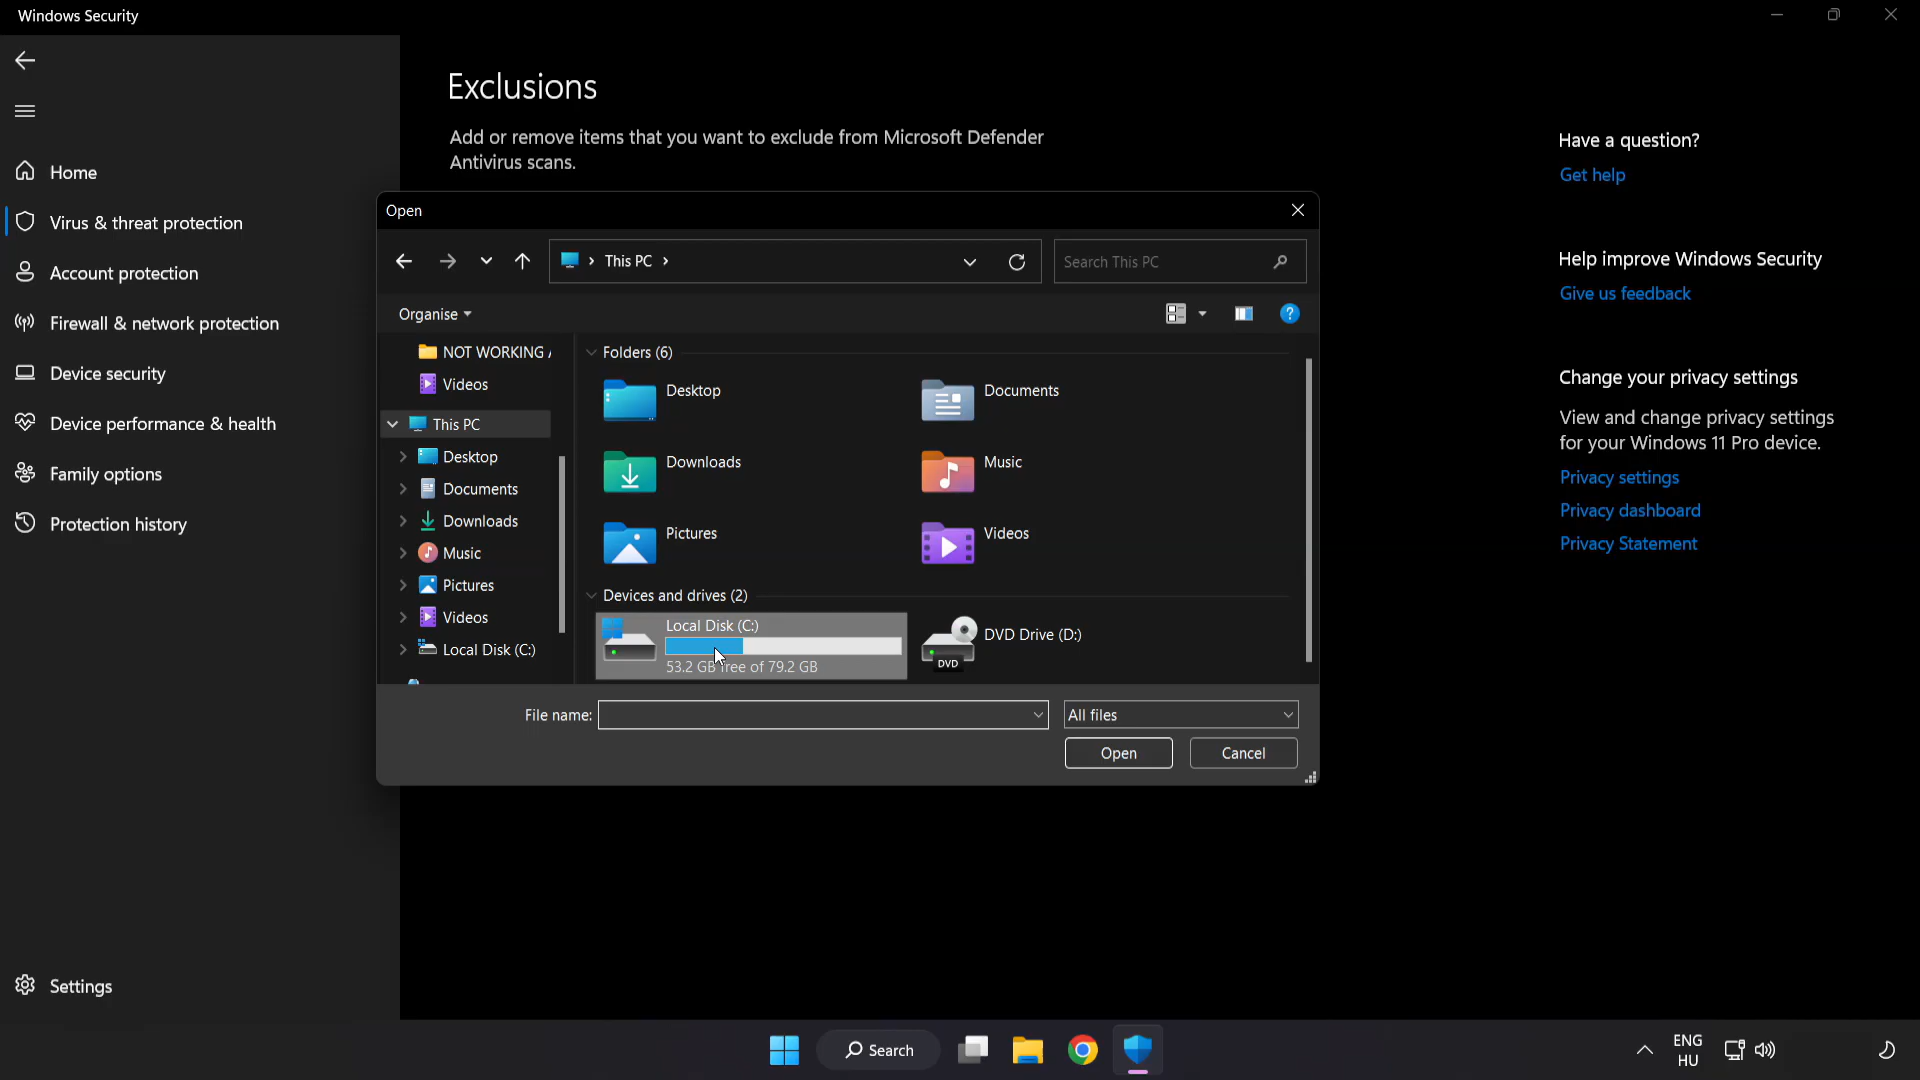 Windows Security
Home
Virus & threat protection
Account protection
Firewall & network protection
Device security
Device performance & health
Family options
Protection history
Settings
Exclusions
Add or remove items that you want to exclude from Microsoft Defender
Antivirus scans.
Open
This PC
Search This PC
Organise
NOT WORKING
Videos
This PC
Desktop
Documents
Downloads
Music
Pictures
Videos
Local Disk (C:)
Folders (6)
Desktop
Documents
Downloads
Music
Pictures
Videos
Devices and drives (2)
Local Disk (C:)
53.2 GB free of 79.2 GB
DVD
DVD Drive (D:)
File name:
All files
Open
Cancel
Have a question?
Get help
Help improve Windows Security
Give us feedback
Change your privacy settings
View and change privacy settings
for your Windows 11 Pro device.
Privacy settings
Privacy dashboard
Privacy Statement
Search
ENG
HU